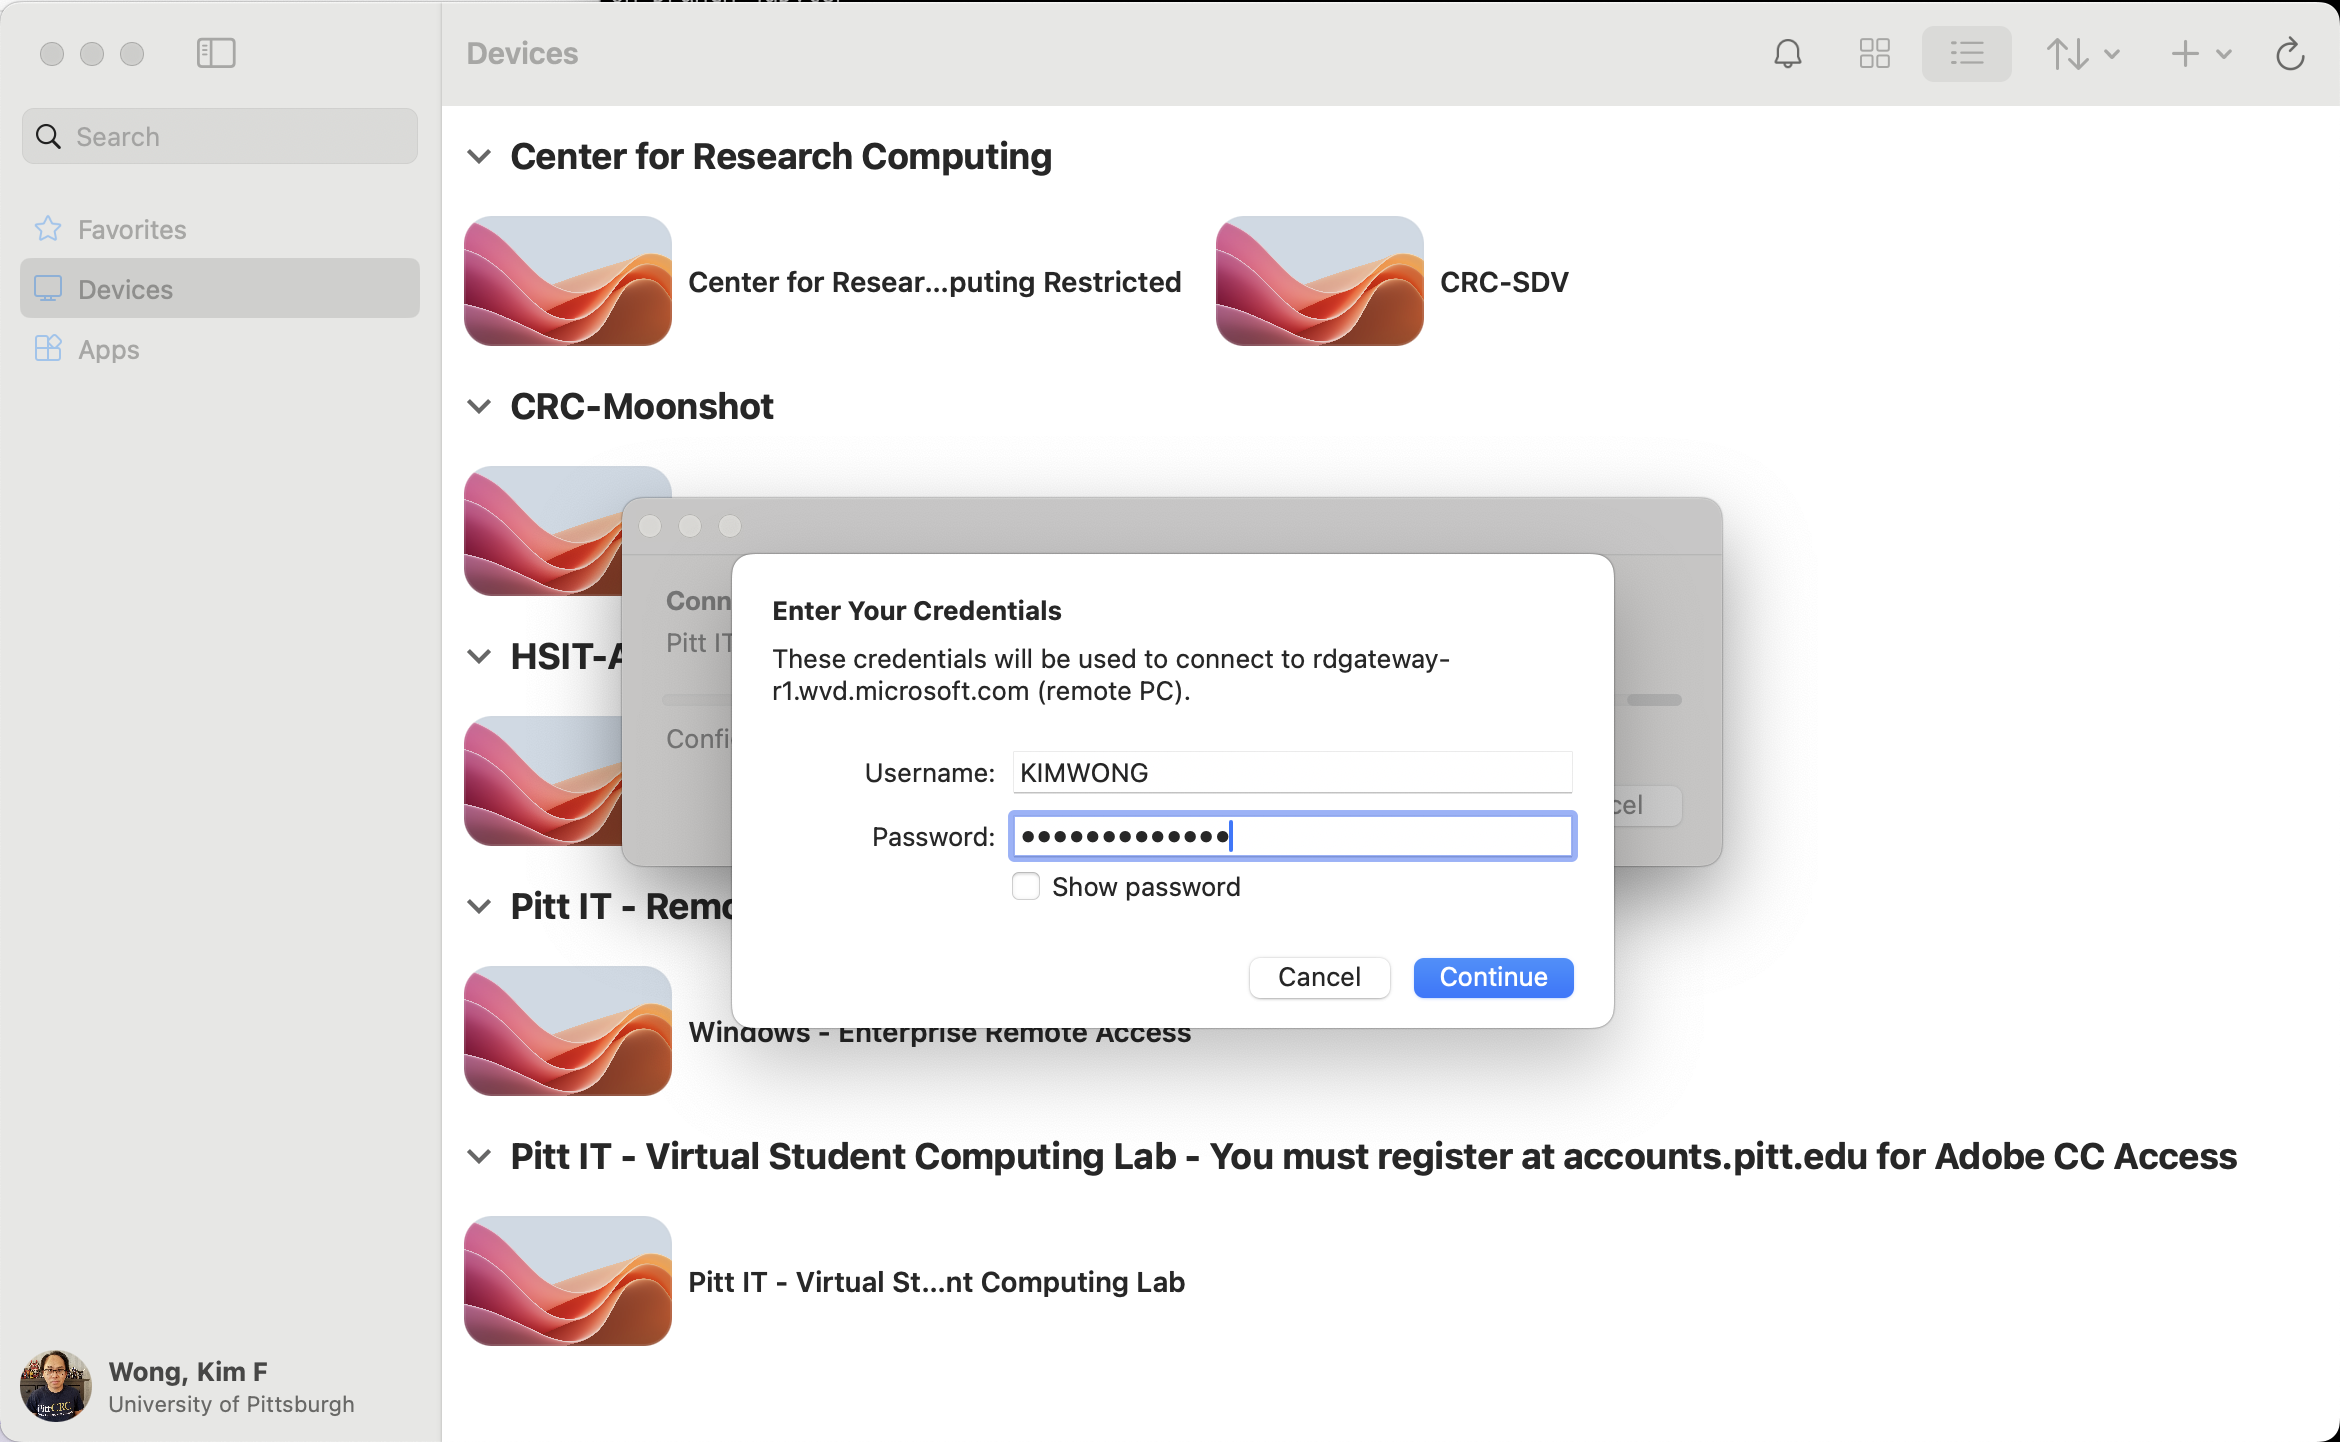 Devices
Search
Favorites
Devices
Apps
Center for Research Computing
Center for Resear...puting Restricted
CRC-SDV
CRC-Moonshot
HSIT-A
Conn
Pitt IT
Confi
cel
Enter Your Credentials
These credentials will be used to connect to rdgateway-
r1.wvd.microsoft.com (remote PC).
Username: KIMWONG
Password: •••••••••••••
Show password
Cancel
Continue
Pitt IT - Remo
Windows - Enterprise Remote Access
Pitt IT - Virtual Student Computing Lab - You must register at accounts.pitt.edu for Adobe CC Access
Pitt IT - Virtual St...nt Computing Lab
Wong, Kim F
University of Pittsburgh